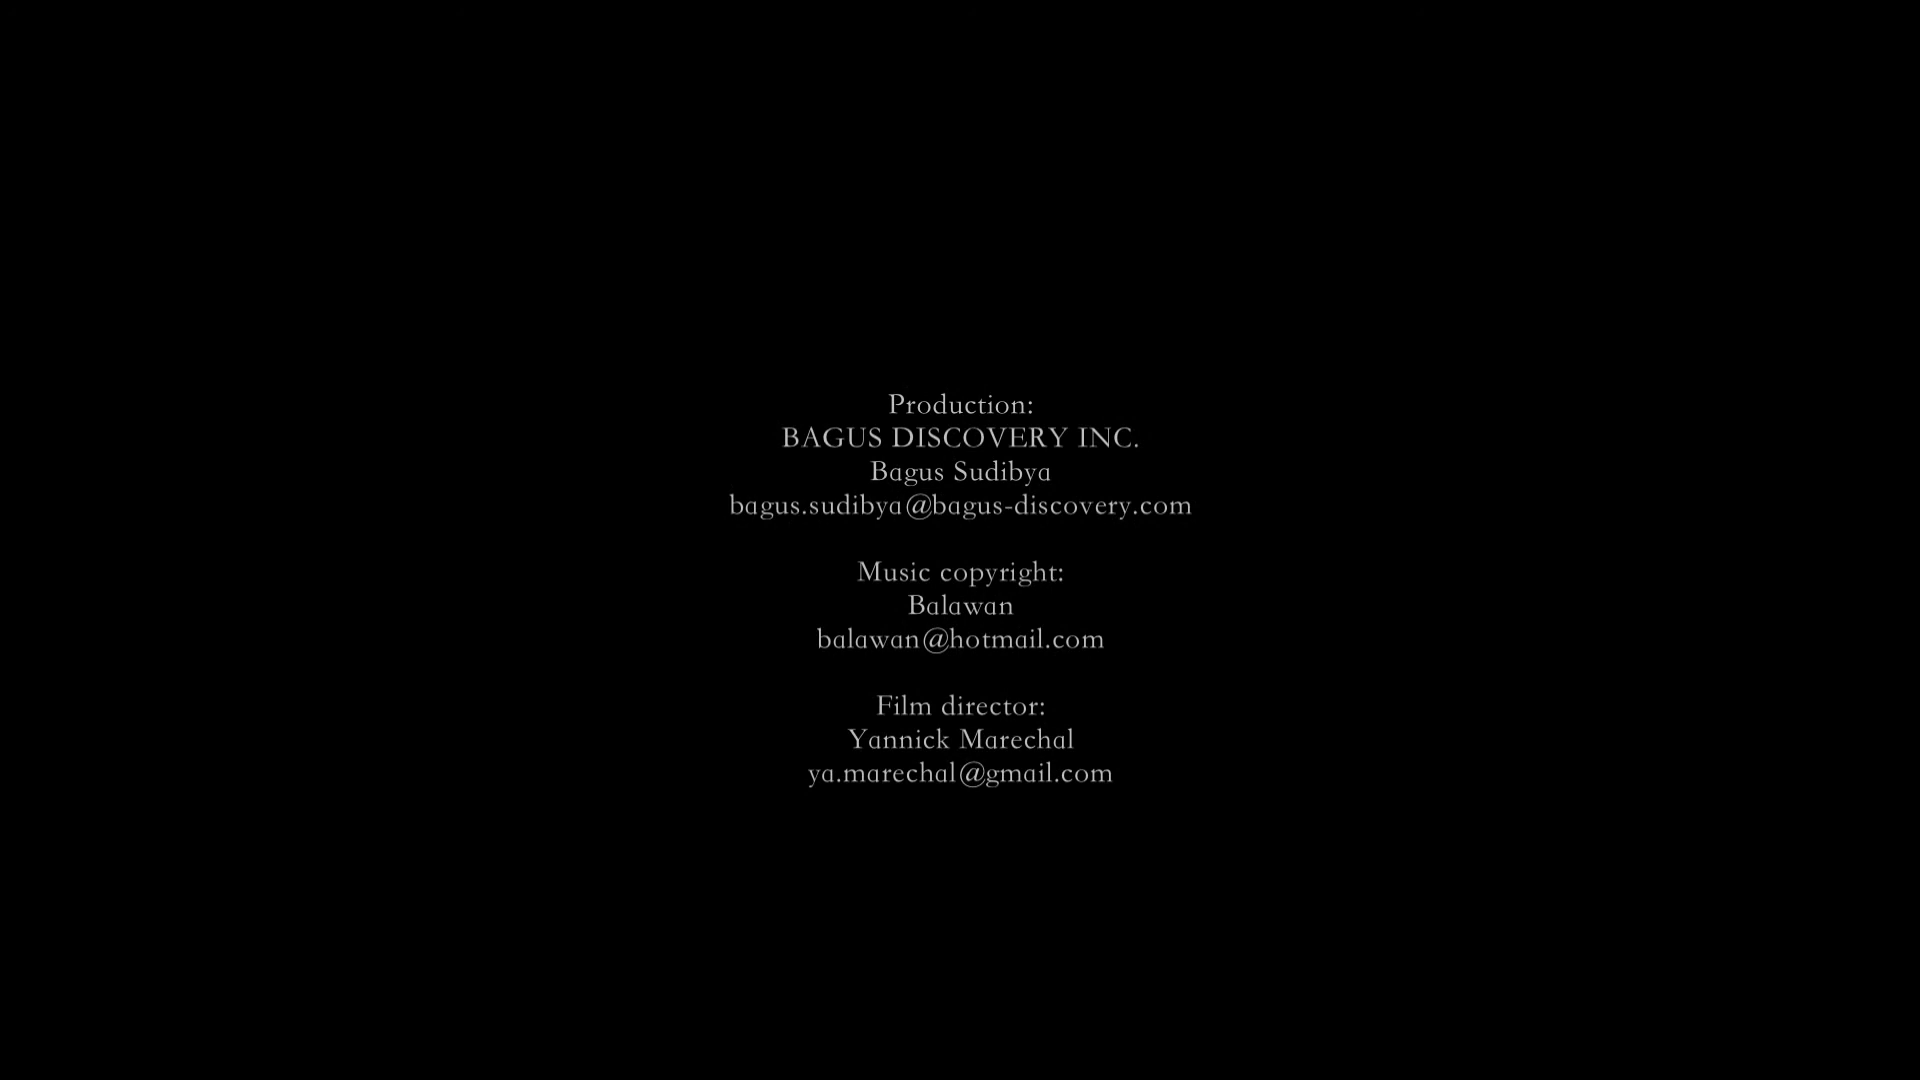 Production:
BAGUS DISCOVERY INC.
Bagus Sudibya
bagus.sudibya@bagus-discovery.com
Music copyright:
Balawan
balawan@hotmail.com
Film director:
Yannick Marechal
ya.marechal@gmail.com